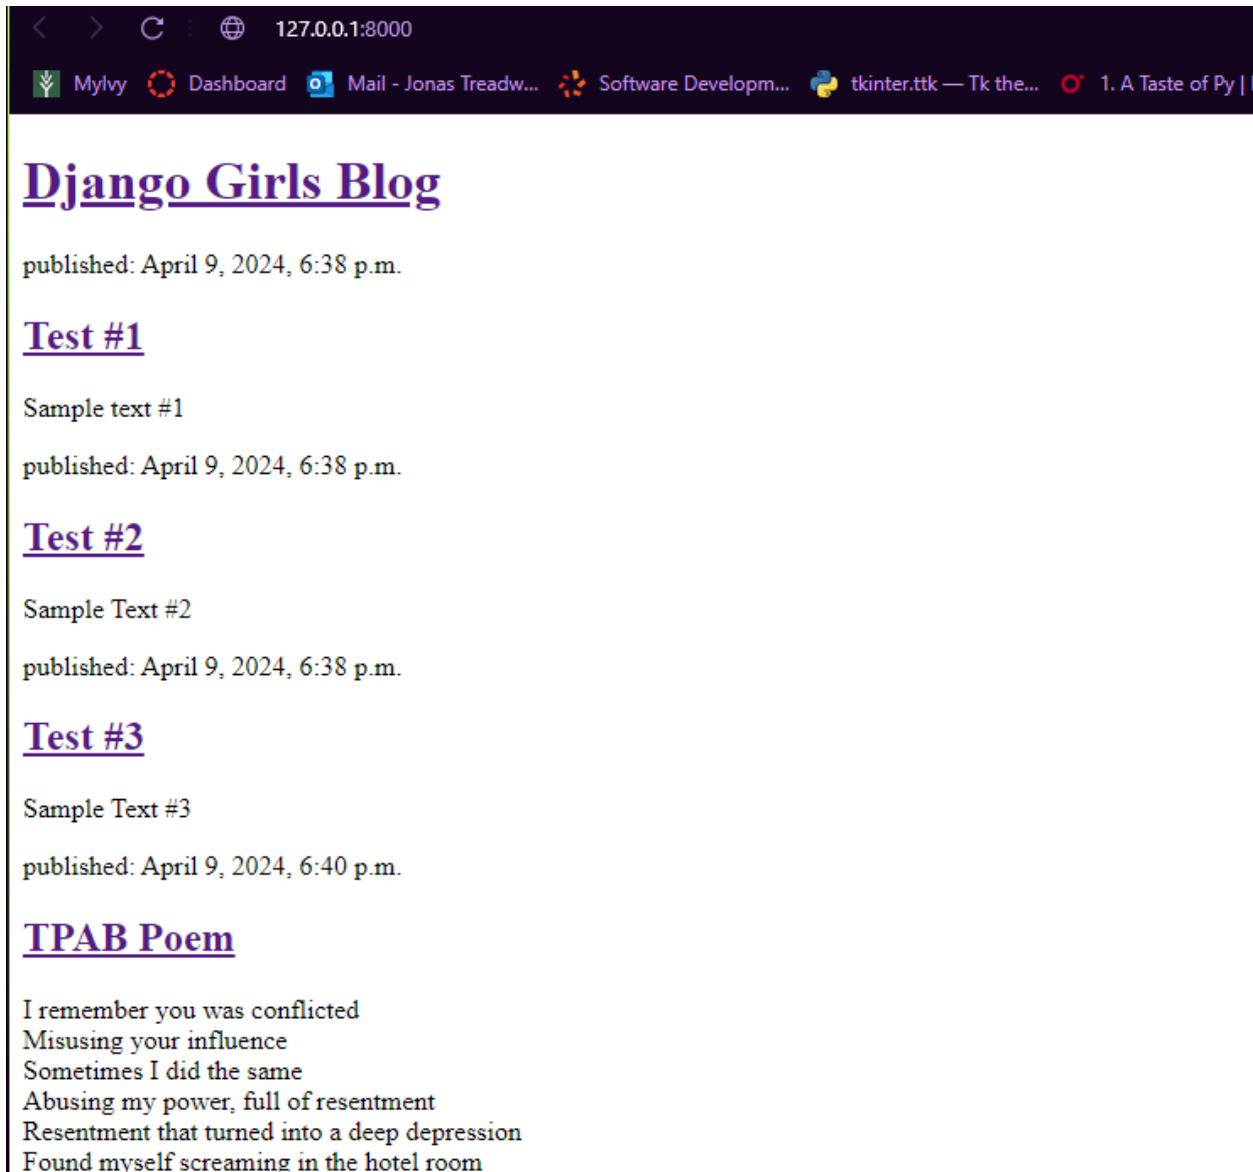 127.0.0.1:8000
MyIvy Dashboard Mail - Jonas Treadw... Software Developm... tkinter.ttk — Tk the... 1. A Taste of Py |
Django Girls Blog
published: April 9, 2024, 6:38 p.m.
Test #1
Sample text #1
published: April 9, 2024, 6:38 p.m.
Test #2
Sample Text #2
published: April 9, 2024, 6:38 p.m.
Test #3
Sample Text #3
published: April 9, 2024, 6:40 p.m.
TPAB Poem
I remember you was conflicted
Misusing your influence
Sometimes I did the same
Abusing my power, full of resentment
Resentment that turned into a deep depression
Found myself screaming in the hotel room